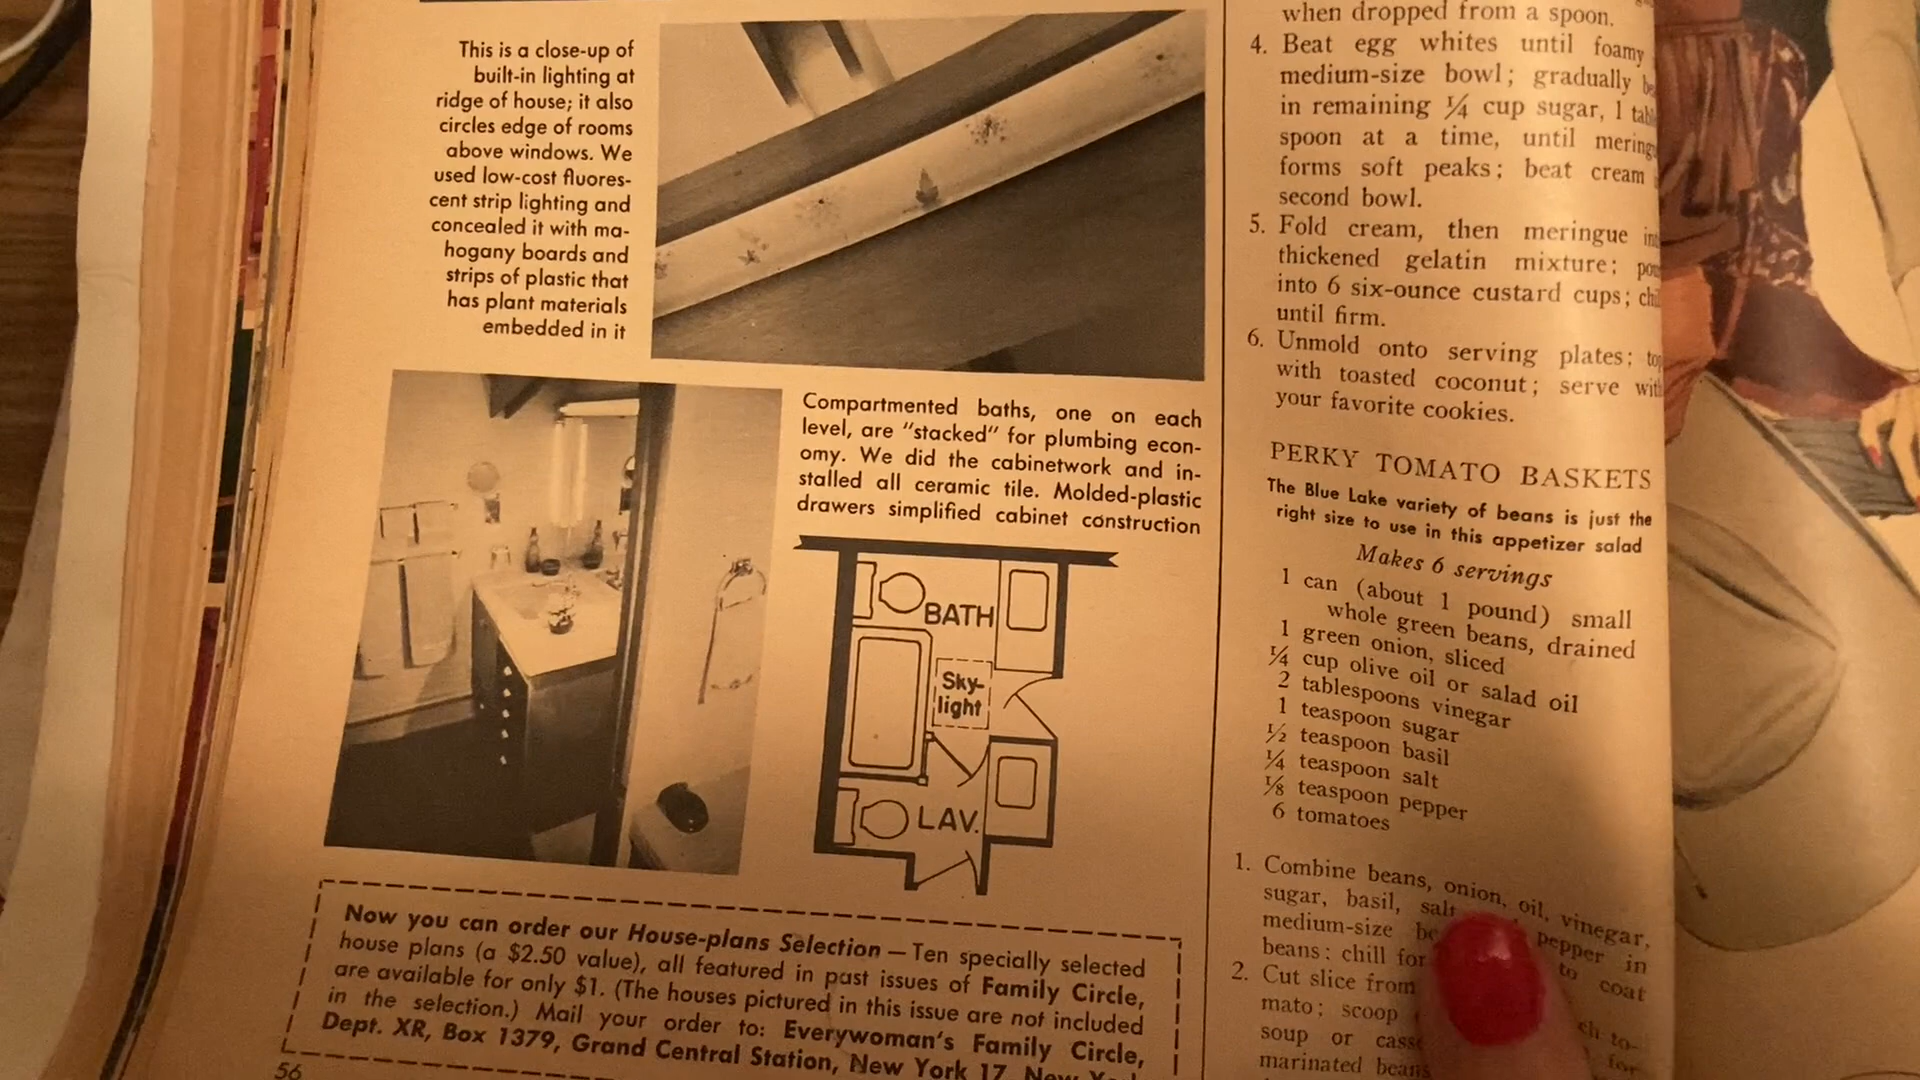 This is a close-up of
built-in lighting at
ridge of house; it also
circles edge of rooms
above windows. We
used low-cost fluores-
cent strip lighting and
concealed it with ma-
hogany boards and
strips of plastic that
has plant materials
embedded in it
Compartmented baths, one on each
level, are "stacked" for plumbing econ-
omy. We did the cabinetwork and in-
stalled all ceramic tile. Molded-plastic
drawers simplified cabinet construction
BATH
Sky-
light
LAV.
Now you can order our House-plans Selection — Ten specially selected
house plans (a $2.50 value), all featured in past issues of Family Circle,
are available for only $1. (The houses pictured in this issue are not included
in the selection.) Mail your order to: Everywoman's Family Circle,
Dept. XR, Box 1379, Grand Central Station, New York 17, New
56
when dropped from a spoon.
4. Beat egg whites until foamy
medium-size bowl; gradually
in remaining 1/4 cup sugar, 1
spoon at a time, until
forms soft peaks; beat cream
second bowl.
5. Fold cream, then meringue
thickened gelatin mixture;
into 6 six-ounce custard cups;
until firm.
6. Unmold onto serving plates;
with toasted coconut; serve with
your favorite cookies.
PERKY TOMATO BASKETS
The Blue Lake variety of beans is just the
right size to use in this appetizer salad
Makes 6 servings
1 can (about 1 pound) small
whole green beans, drained
1 green onion, sliced
1/4 cup olive oil or salad oil
2 tablespoons vinegar
1 teaspoon sugar
1/2 teaspoon basil
1/4 teaspoon salt
1/8 teaspoon pepper
6 tomatoes
1. Combine beans, onion, oil, vinegar,
sugar, basil, salt pepper in
medium-size to coat
beans; chill for
2. Cut slice from
mato; scoop
soup or for
marinated beans